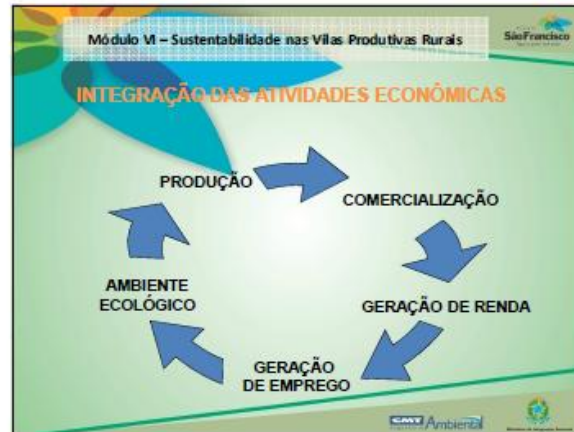 Módulo VI – Sustentabilidade nas Vilas Produtivas Rurais
São Francisco
INTEGRAÇÃO DAS ATIVIDADES ECONÔMICAS
PRODUÇÃO
COMERCIALIZAÇÃO
GERAÇÃO DE RENDA
GERAÇÃO
DE EMPREGO
AMBIENTE
ECOLÓGICO
CMT
Ambiental